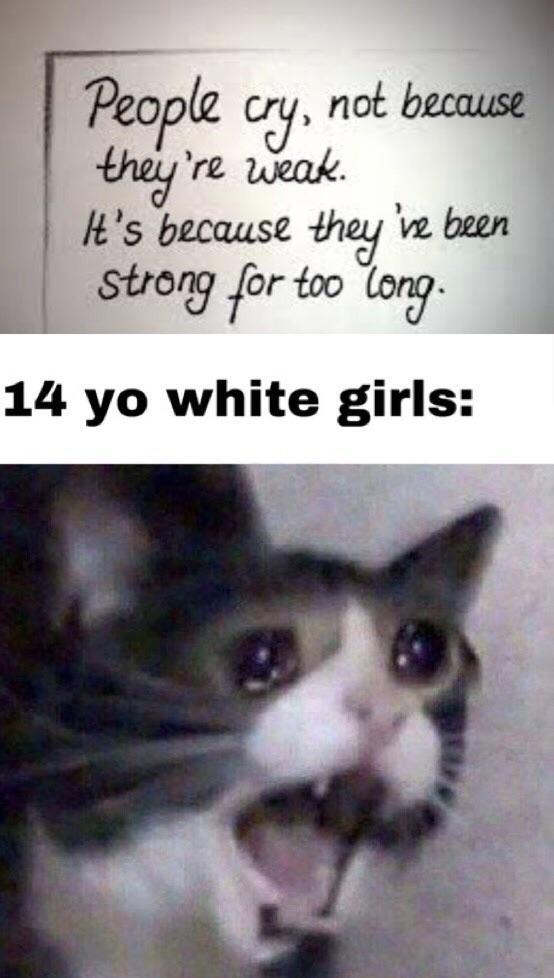 People cry, not because
they're weak.
It's because they've been
strong for too long.
14 yo white girls: